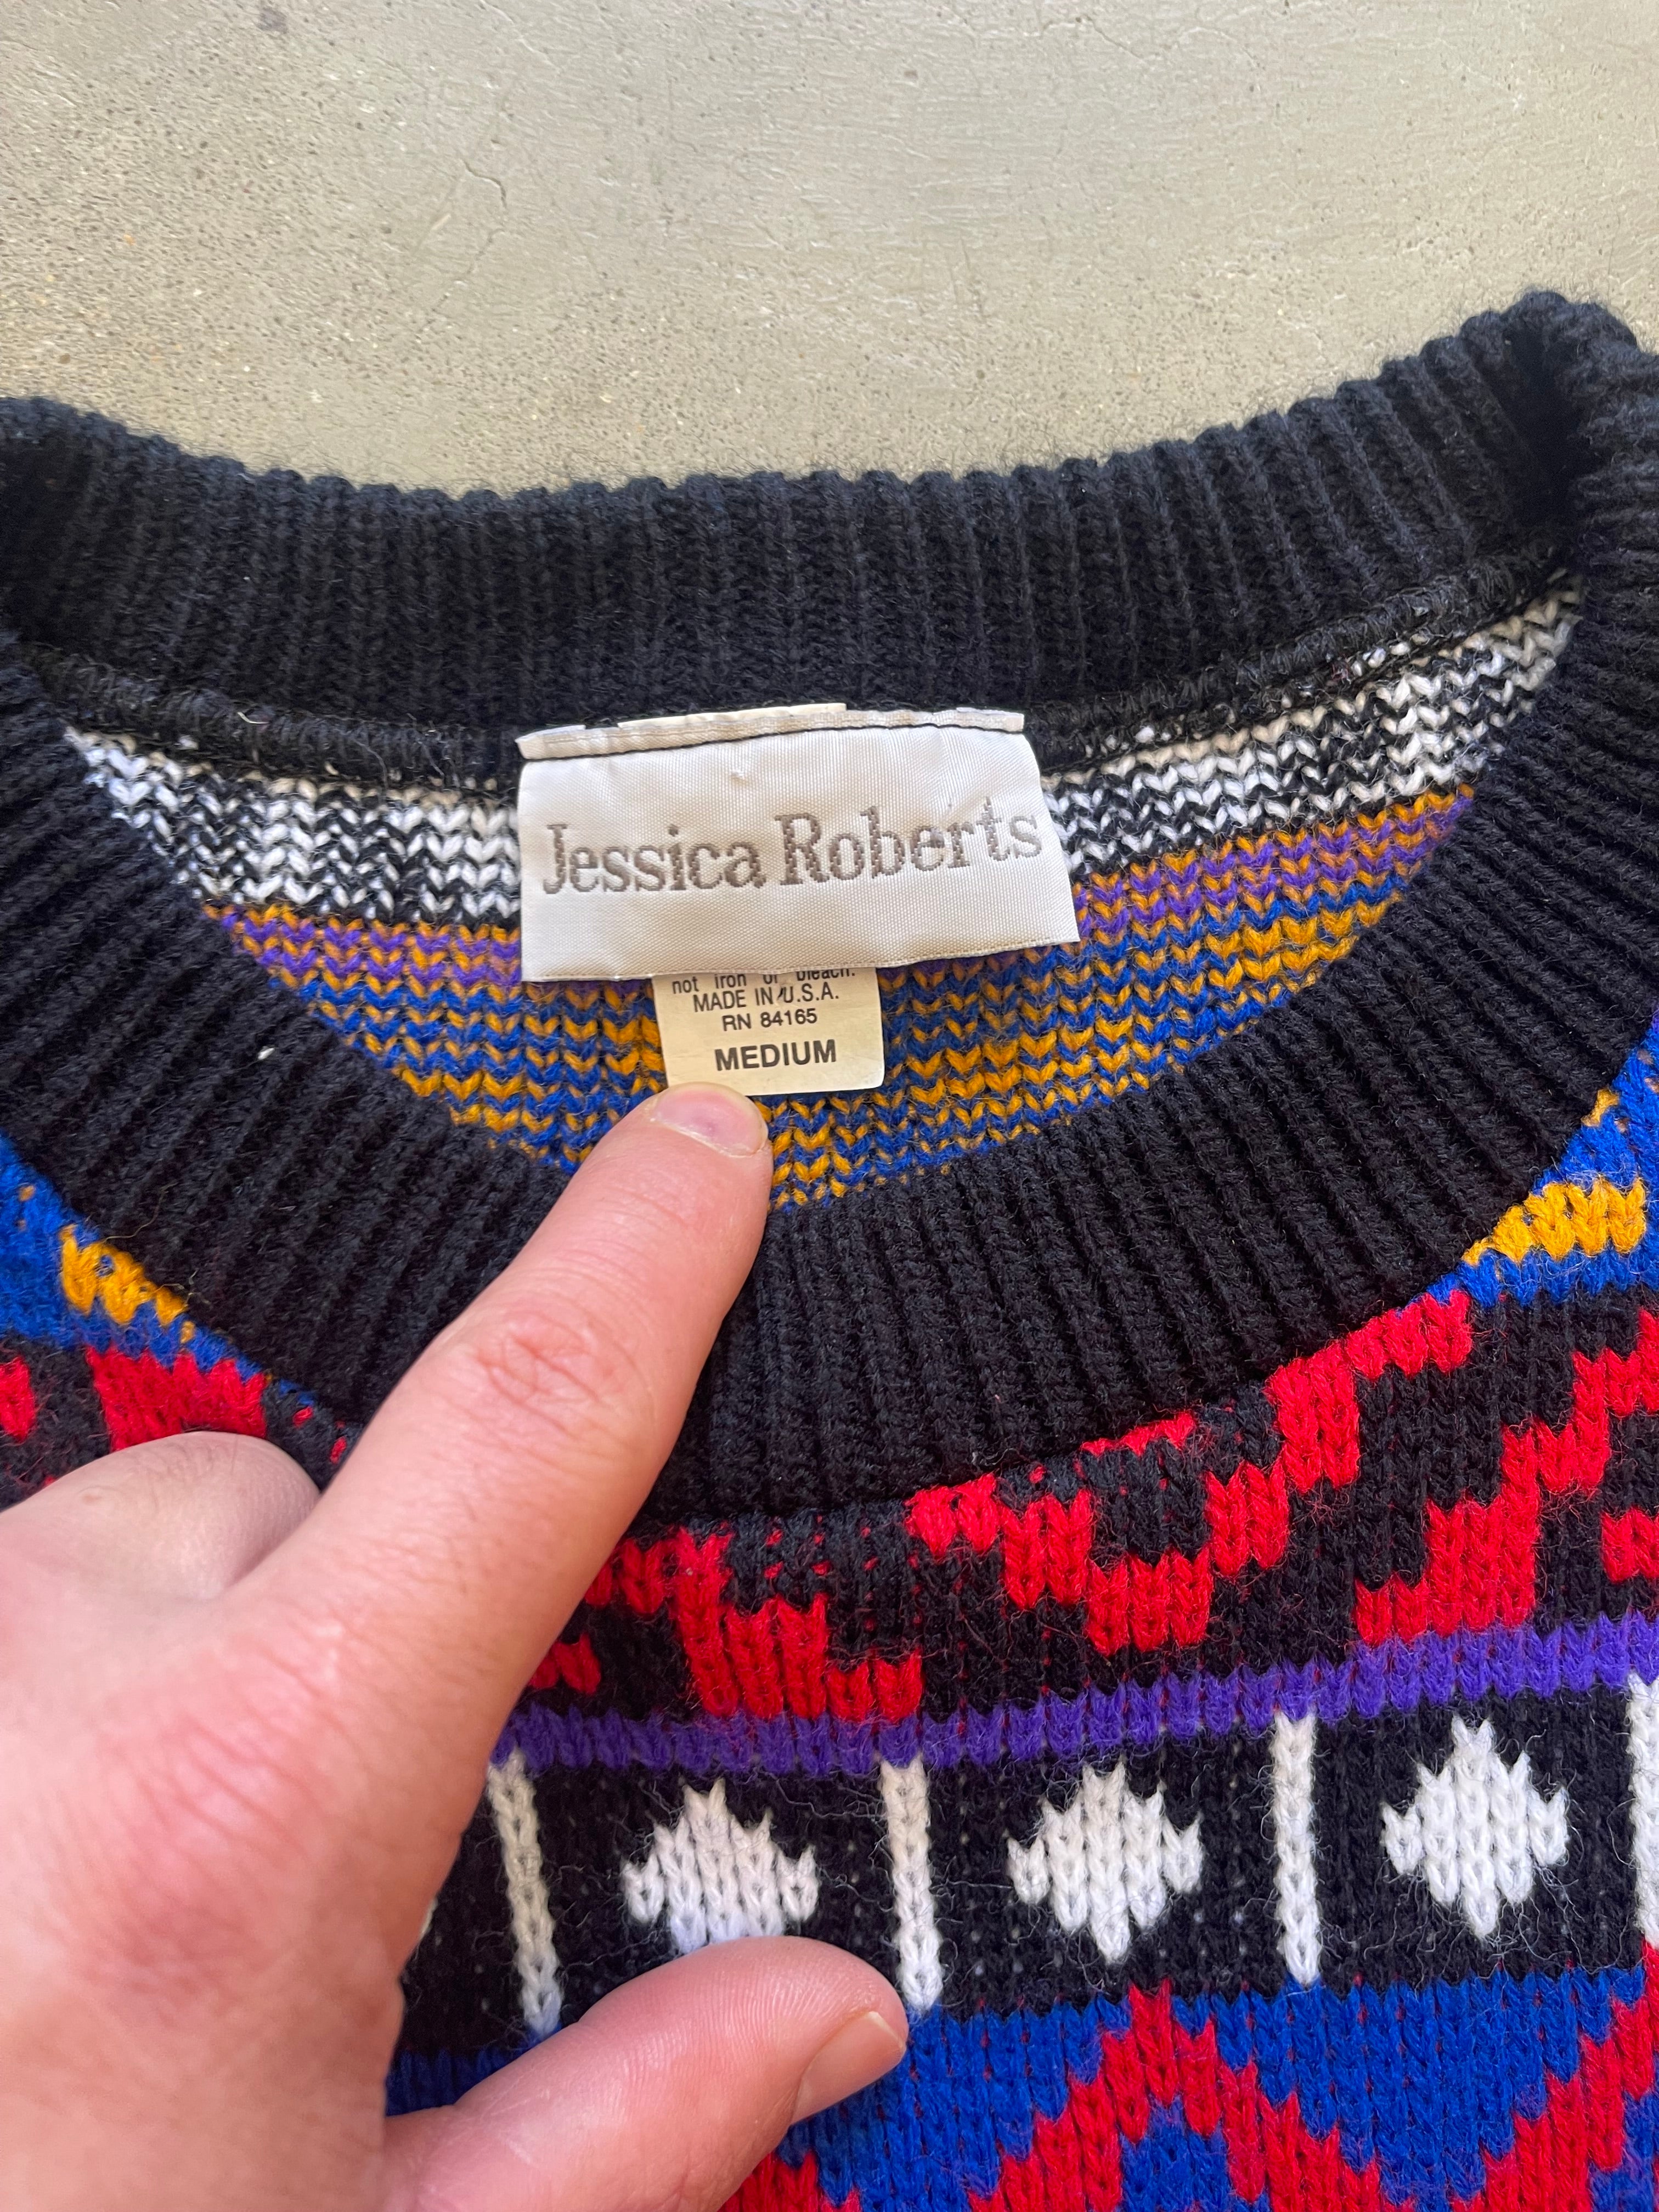 Jessica Roberts
not iron or bleach.
MADE IN U.S.A.
RN 84165
MEDIUM